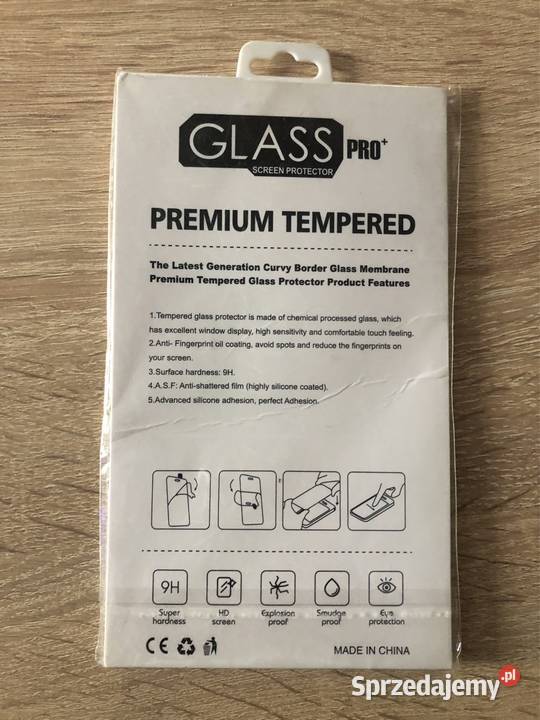 GLASS PRO+
SCREEN PROTECTOR
PREMIUM TEMPERED
The Latest Generation Curvy Border Glass Membrane
Premium Tempered Glass Protector Product Features
1.Tempered glass protector is made of chemical processed glass, which
has excellent window display, high sensitivity and comfortable touch feeling.
2.Anti- Fingerprint oil coating, avoid spots and reduce the fingerprints on
your screen.
3.Surface hardness: 9H.
4.A.S.F: Anti-shattered film (highly silicone coated).
5.Advanced silicone adhesion, perfect Adhesion.
9H
Super hardness
HD screen
Explosion proof
Smudge proof
Eye protection
CE
MADE IN CHINA
Sprzedajemy.pl